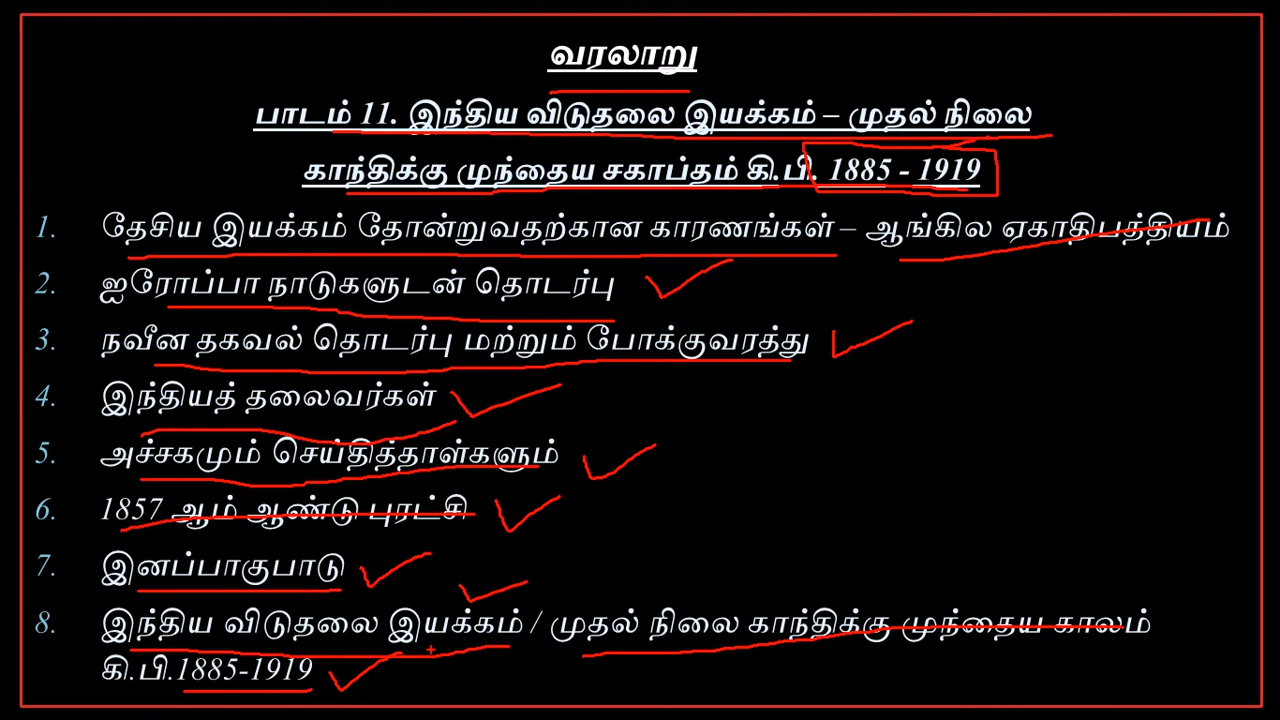 வரலாறு
பாடம் 11. இந்திய விடுதலை இயக்கம் – முதல் நிலை
காந்திக்கு முந்தைய சகாப்தம் கி.பி. 1885 - 1919
1. தேசிய இயக்கம் தோன்றுவதற்கான காரணங்கள் – ஆங்கில ஏகாதிபத்தியம்
2. ஐரோப்பா நாடுகளுடன் தொடர்பு
3. நவீன தகவல் தொடர்பு மற்றும் போக்குவரத்து
4. இந்தியத் தலைவர்கள்
5. அச்சகமும் செய்தித்தாள்களும்
6. 1857 ஆம் ஆண்டு புரட்சி
7. இனப்பாகுபாடு
8. இந்திய விடுதலை இயக்கம் / முதல் நிலை காந்திக்கு முந்தைய காலம்
கி.பி.1885-1919